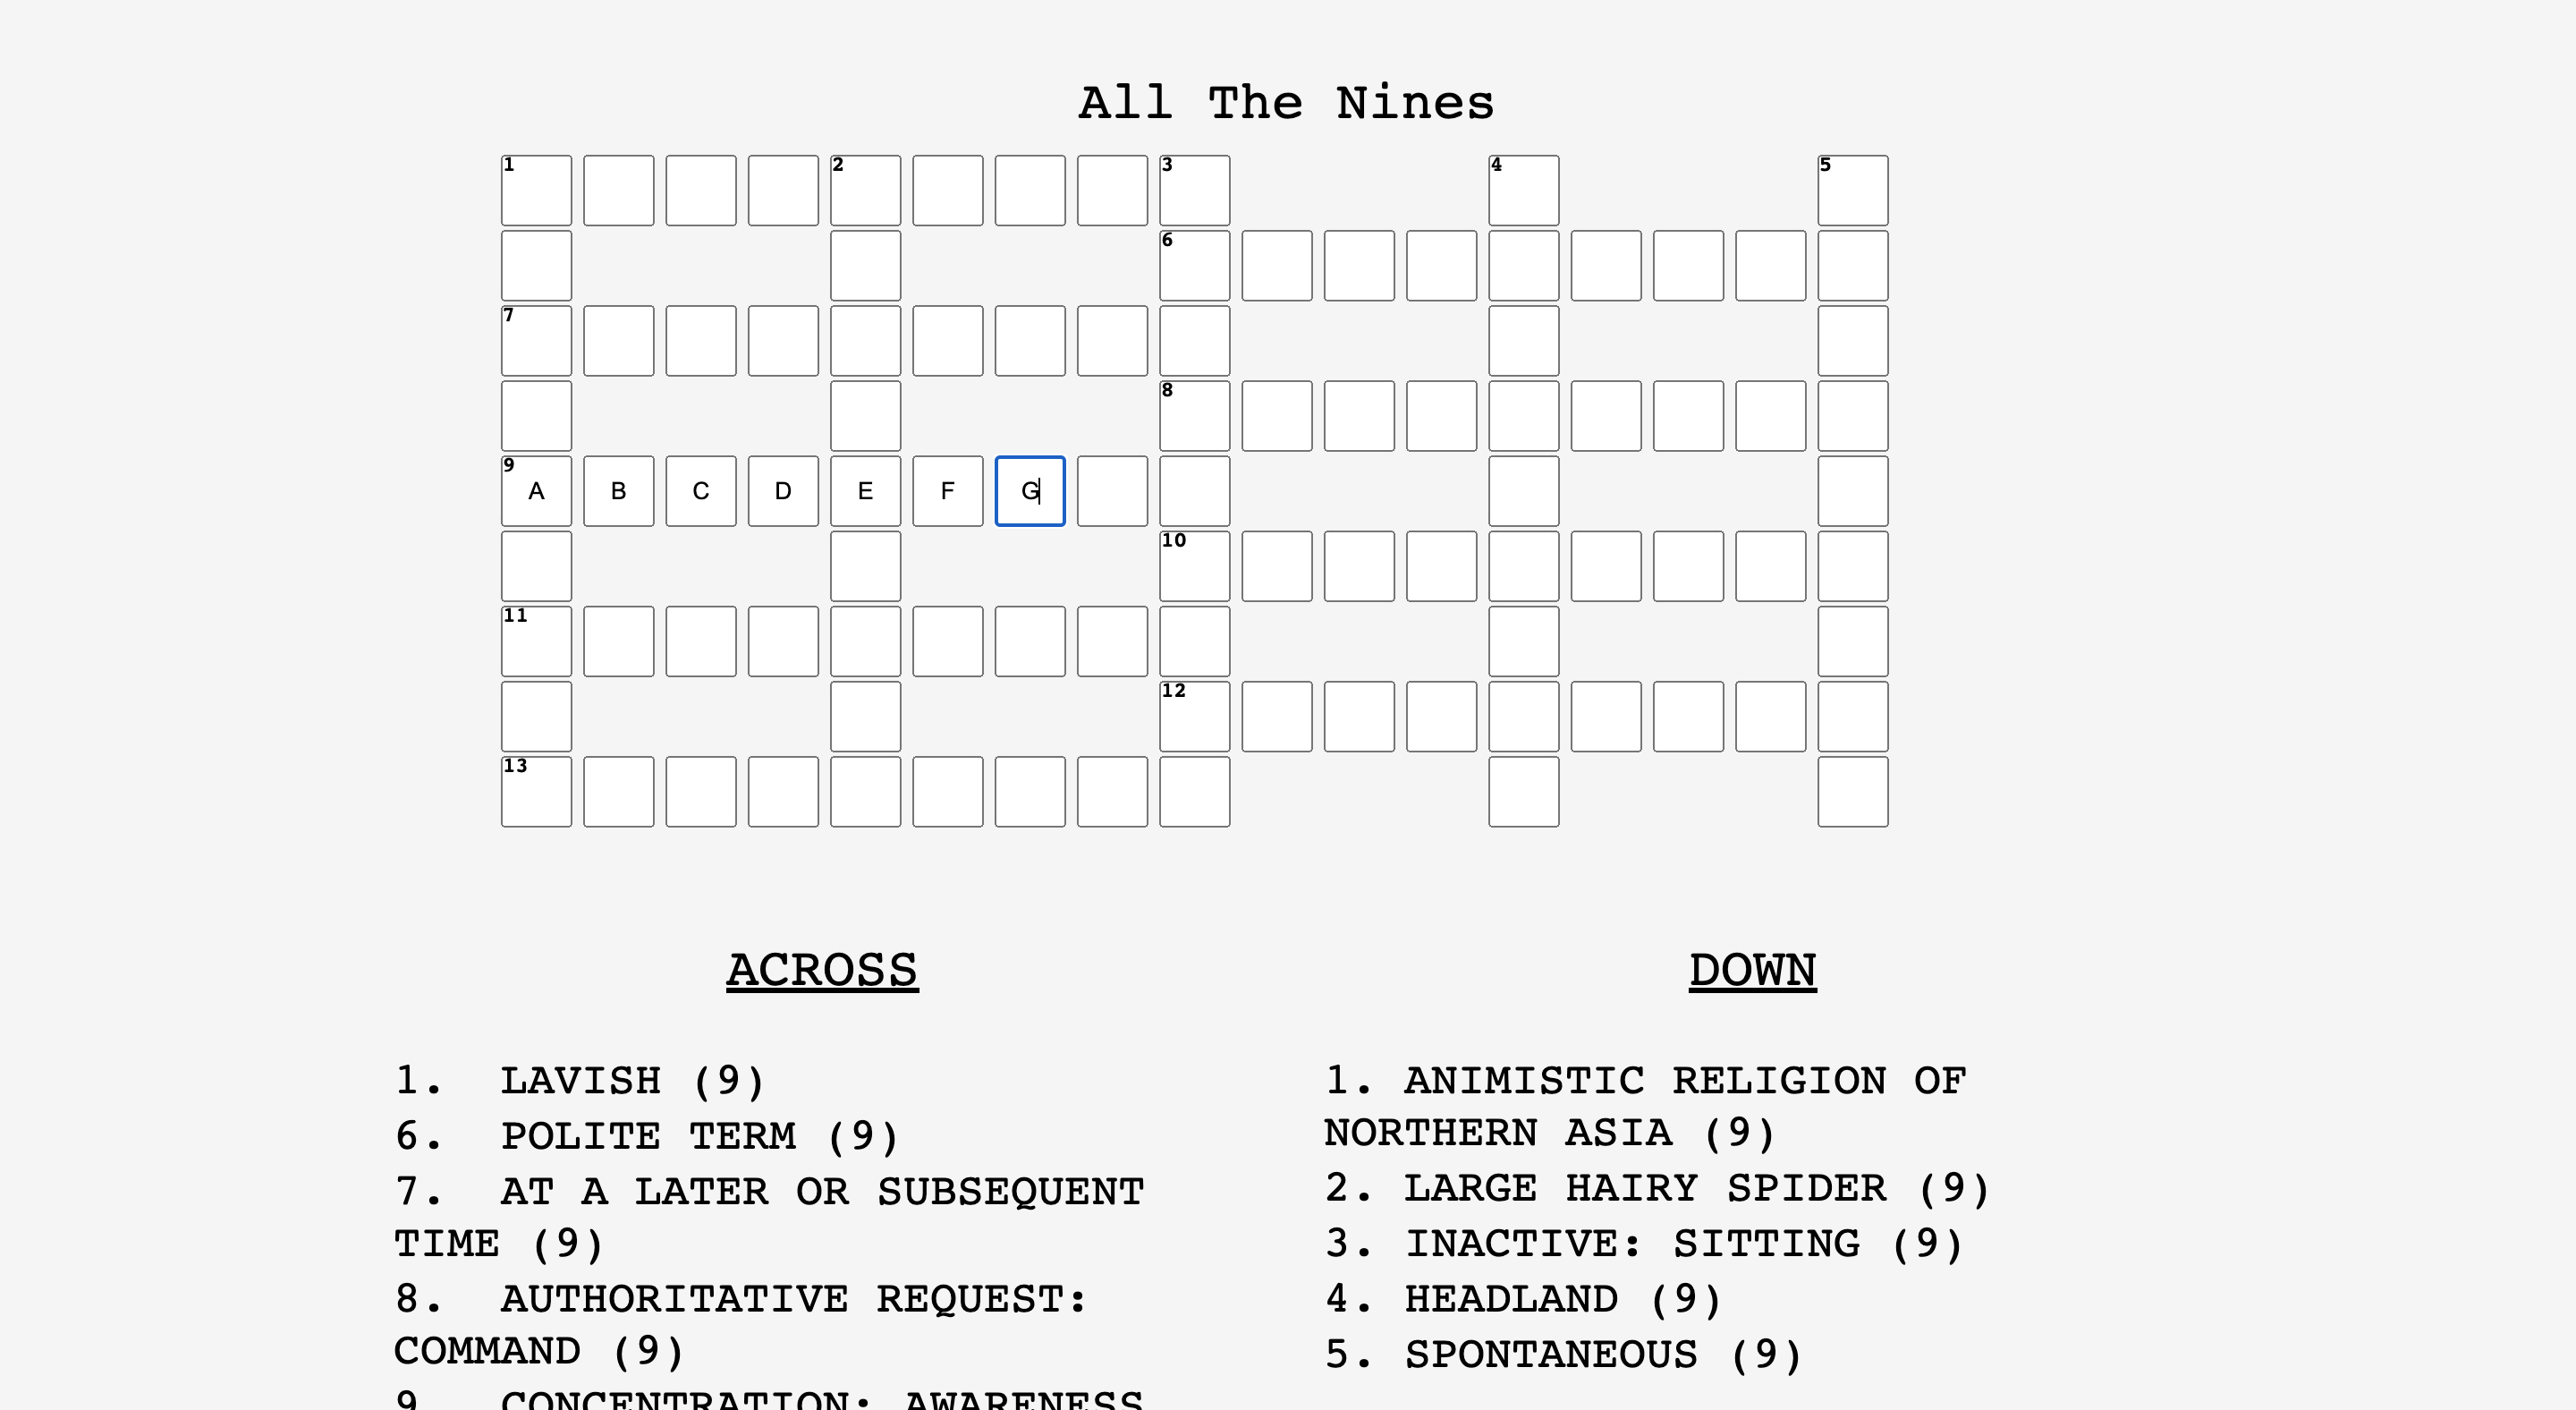 All The Nines
1 2 3 4 5
6
7
8
9 A B C D E F G
10
11
12
13
ACROSS
1. LAVISH (9)
6. POLITE TERM (9)
7. AT A LATER OR SUBSEQUENT
TIME (9)
8. AUTHORITATIVE REQUEST:
COMMAND (9)
9. CONCENTRATION: AWARENESS
DOWN
1. ANIMISTIC RELIGION OF
NORTHERN ASIA (9)
2. LARGE HAIRY SPIDER (9)
3. INACTIVE: SITTING (9)
4. HEADLAND (9)
5. SPONTANEOUS (9)